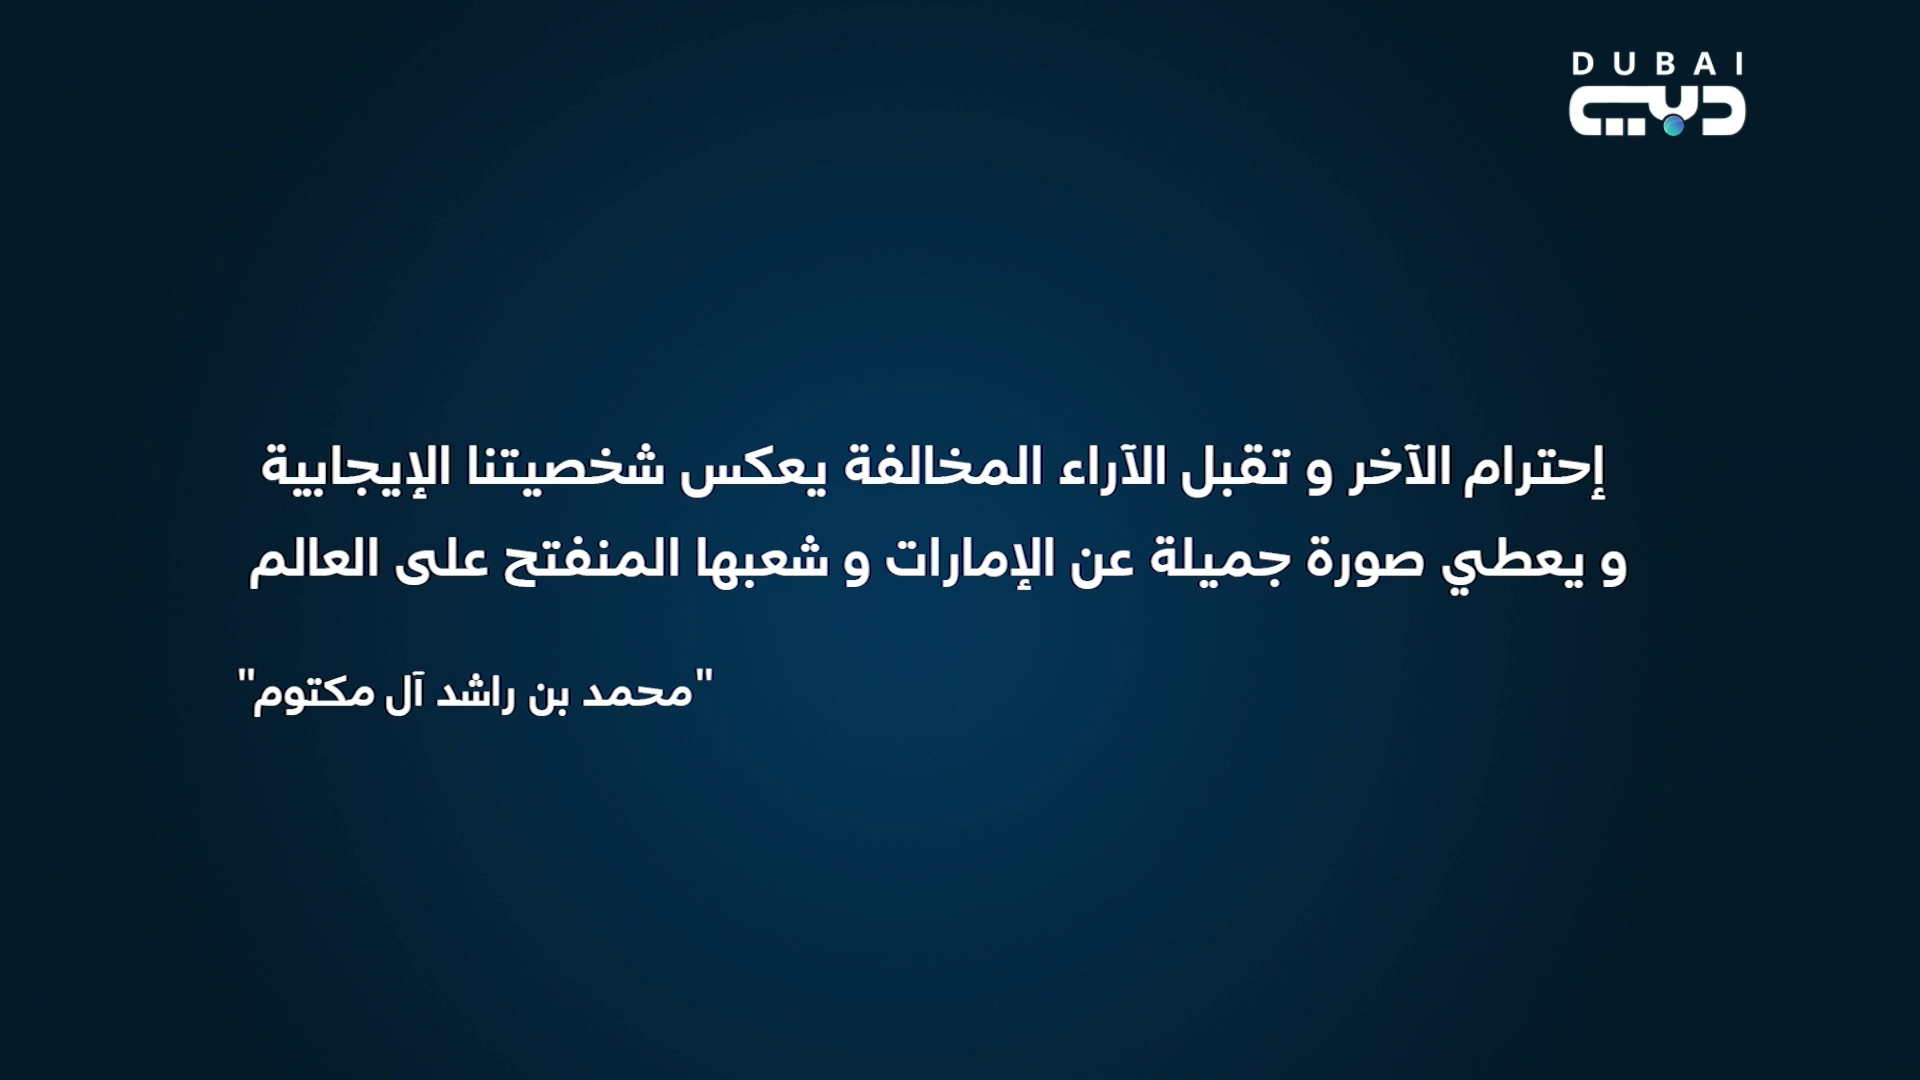 DUBAI
دبي
إحترام الآخر و تقبل الآراء المخالفة يعكس شخصيتنا الإيجابية
و يعطي صورة جميلة عن الإمارات و شعبها المنفتح على العالم
"محمد بن راشد آل مكتوم"